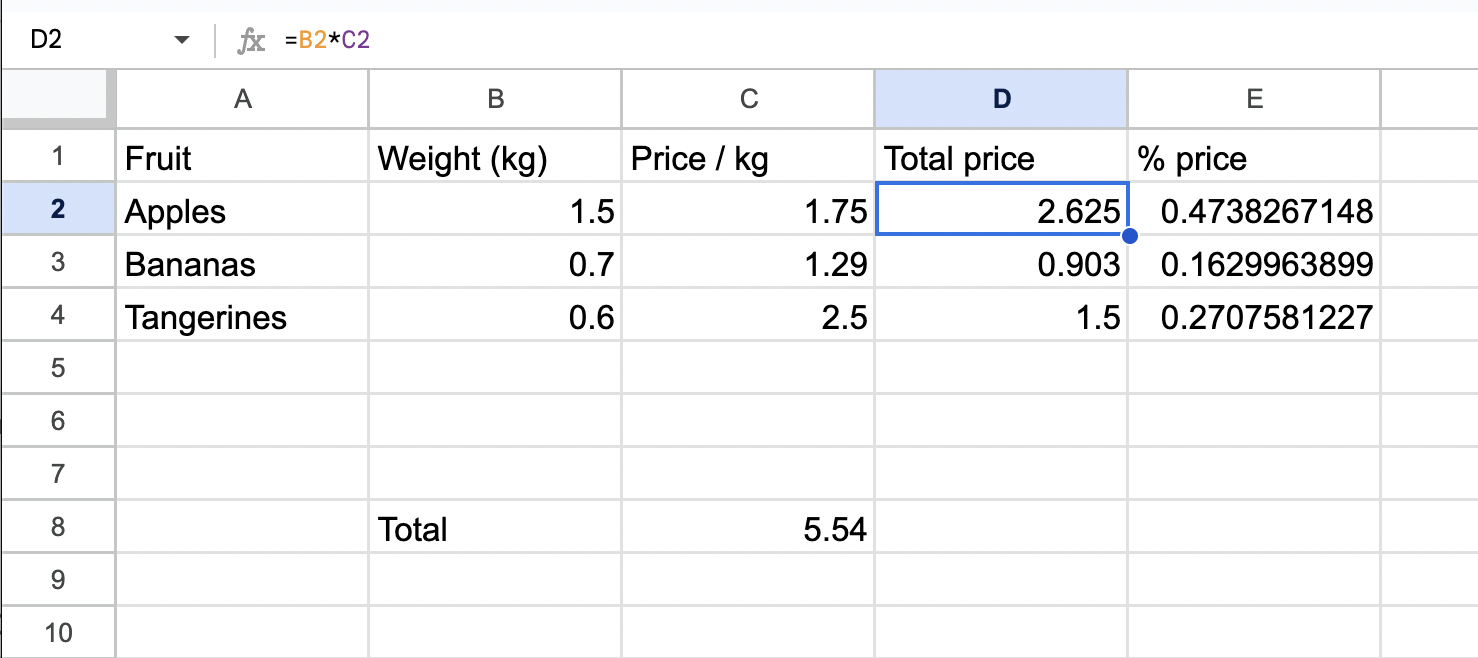 D2 fx =B2*C2
A B C D E
1 Fruit Weight (kg) Price / kg Total price % price
2 Apples 1.5 1.75 2.625 0.4738267148
3 Bananas 0.7 1.29 0.903 0.1629963899
4 Tangerines 0.6 2.5 1.5 0.2707581227
5
6
7
8 Total 5.54
9
10